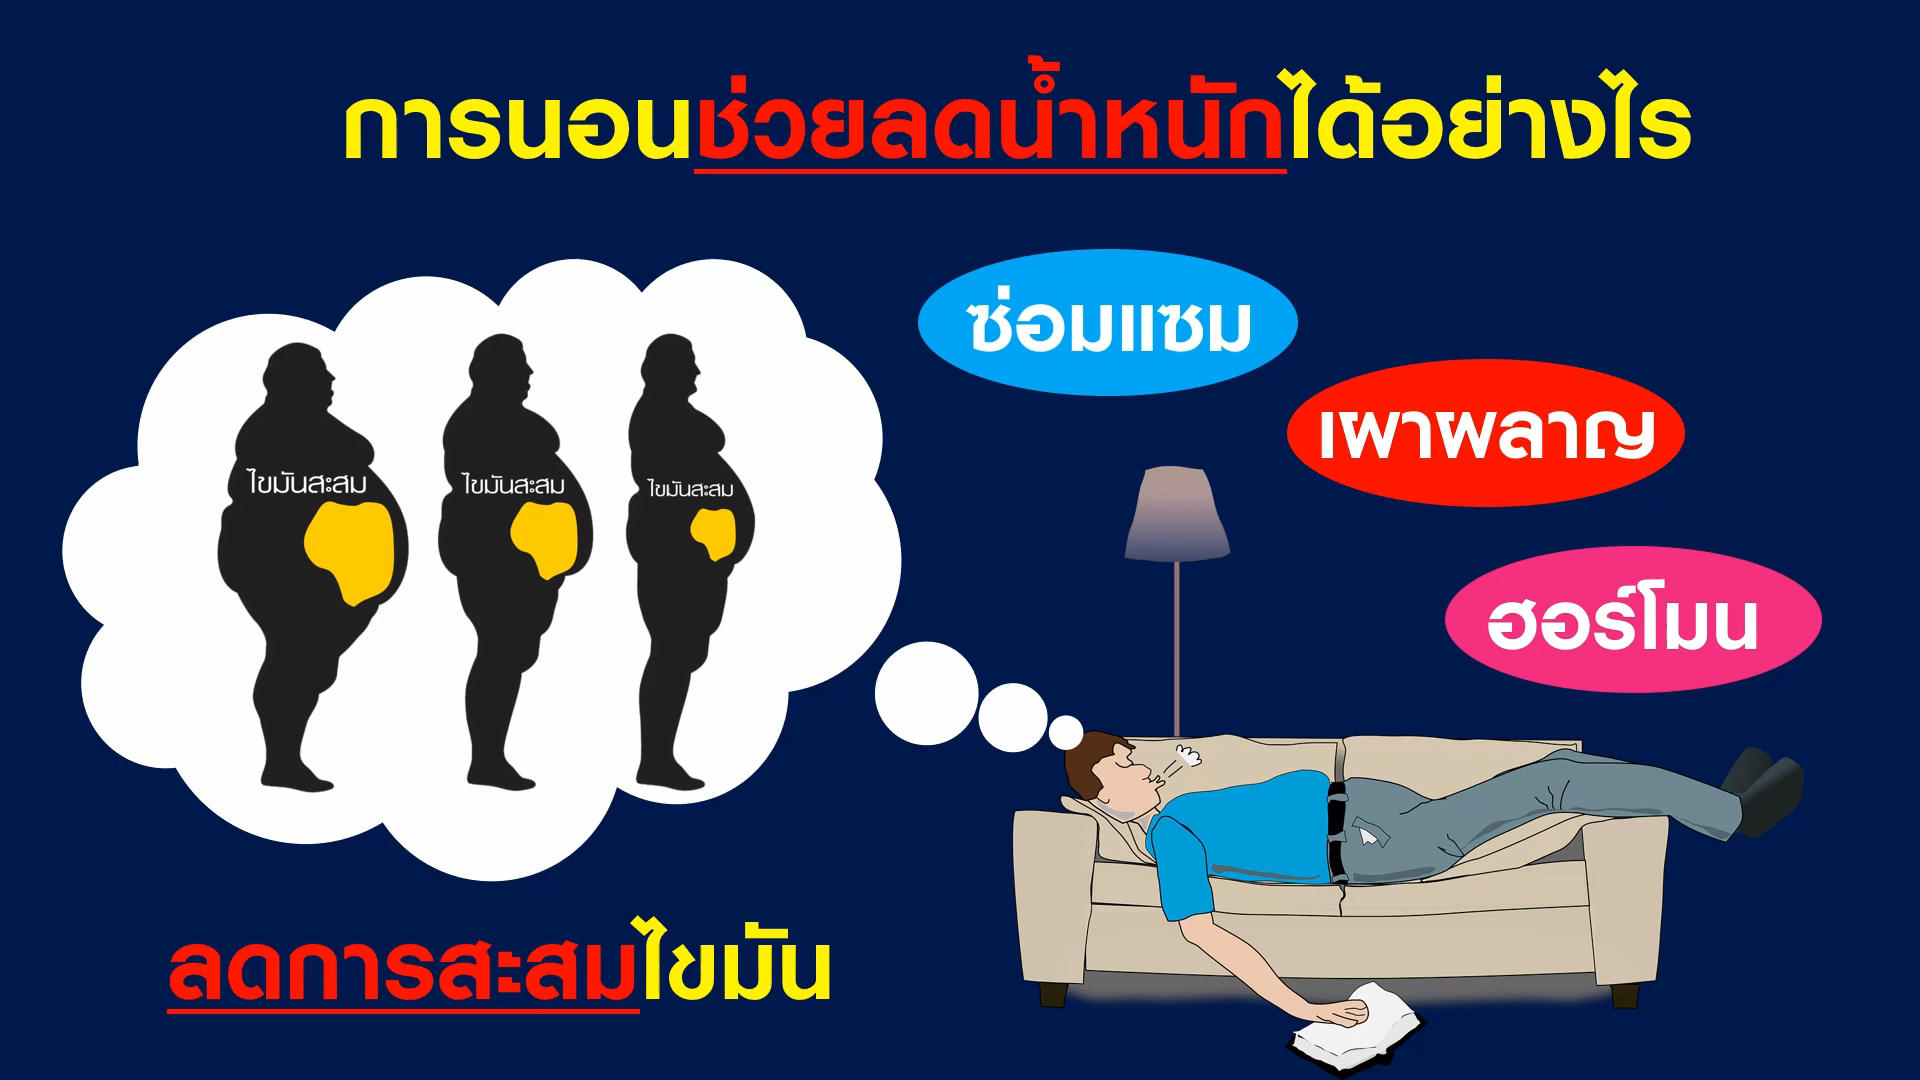 การนอนช่วยลดน้ำหนักได้อย่างไร
ซ่อมแซม
เผาผลาญ
ฮอร์โมน
ไขมันสะสม
ไขมันสะสม
ไขมันสะสม
ลดการสะสมไขมัน